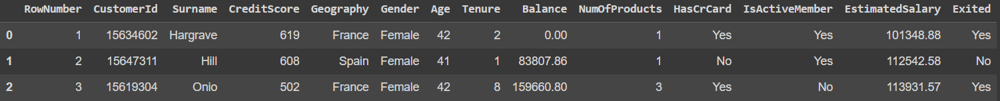 RowNumber CustomerId Surname CreditScore Geography Gender Age Tenure Balance NumOfProducts HasCrCard IsActiveMember EstimatedSalary Exited
0 1 15634602 Hargrave 619 France Female 42 2 0.00 1 Yes Yes 101348.88 Yes
1 2 15647311 Hill 608 Spain Female 41 1 83807.86 1 No Yes 112542.58 No
2 3 15619304 Onio 502 France Female 42 8 159660.80 3 Yes No 113931.57 Yes